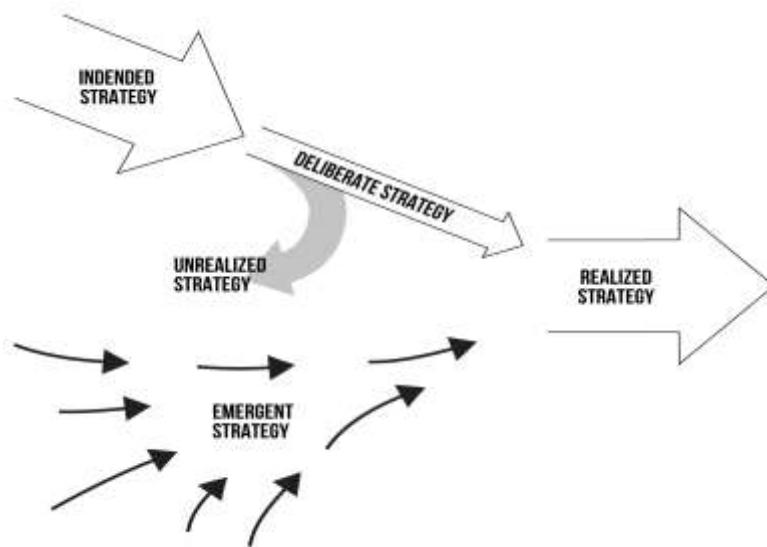 INDENDED
STRATEGY
DELIBERATE STRATEGY
UNREALIZED
STRATEGY
REALIZED
STRATEGY
EMERGENT
STRATEGY